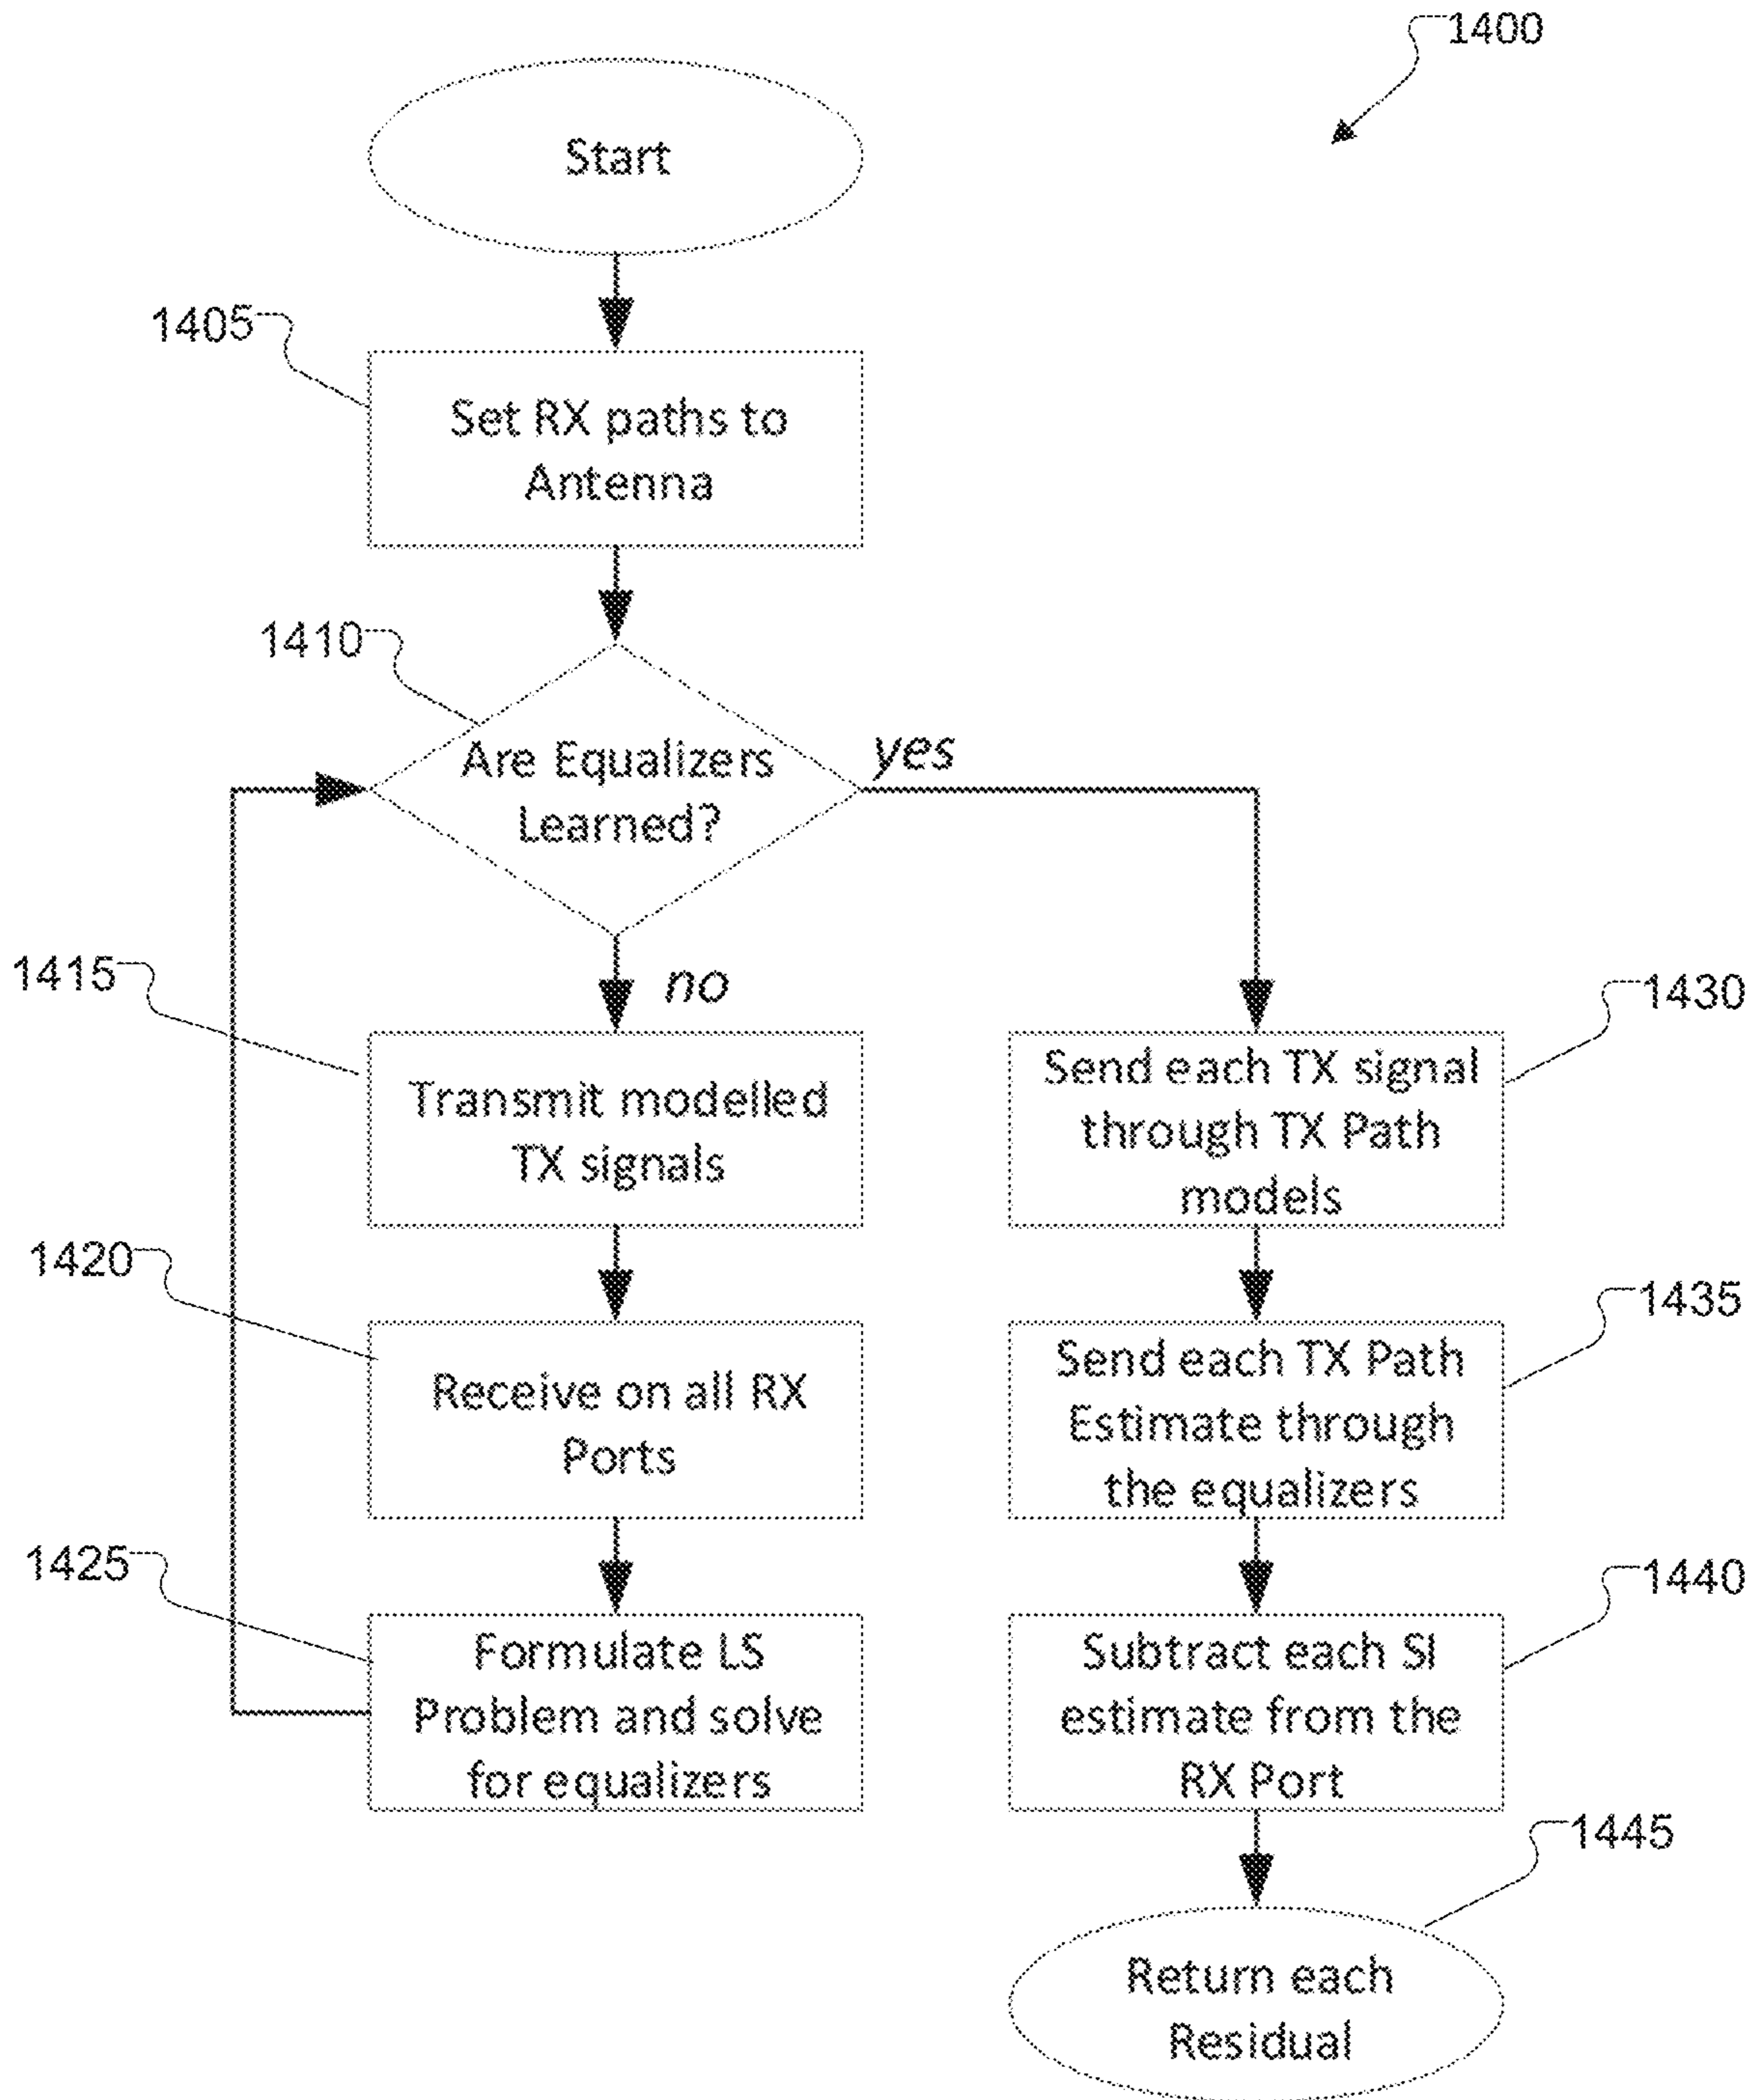 1400
Start
1405
Set RX paths to
Antenna
1410
Are Equalizers
Learned?
yes
no
1415
Transmit modelled
TX signals
1420
Receive on all RX
Ports
1425
Formulate LS
Problem and solve
for equalizers
1430
Send each TX signal
through TX Path
models
1435
Send each TX Path
Estimate through
the equalizers
1440
Subtract each SI
estimate from the
RX Port
1445
Return each
Residual